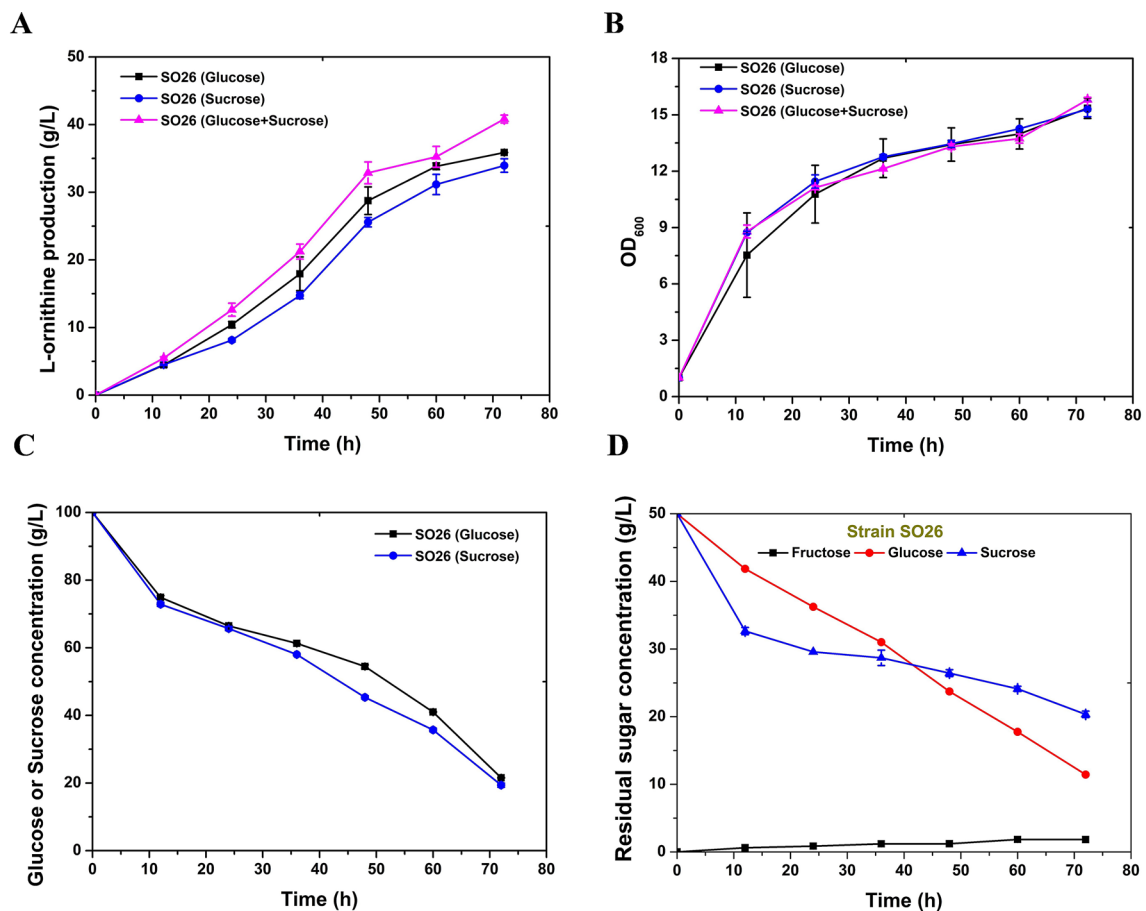 A
L-ornithine production (g/L)
50
40
30
20
10
0
SO26 (Glucose)
SO26 (Sucrose)
SO26 (Glucose+Sucrose)
0 10 20 30 40 50 60 70 80
Time (h)
B
OD600
18
15
12
9
6
3
0
SO26 (Glucose)
SO26 (Sucrose)
SO26 (Glucose+Sucrose)
0 10 20 30 40 50 60 70 80
Time (h)
C
Glucose or Sucrose concentration (g/L)
100
80
60
40
20
0
SO26 (Glucose)
SO26 (Sucrose)
0 10 20 30 40 50 60 70 80
Time (h)
D
Residual sugar concentration (g/L)
50
40
30
20
10
0
Strain SO26
Fructose Glucose Sucrose
0 10 20 30 40 50 60 70 80
Time (h)